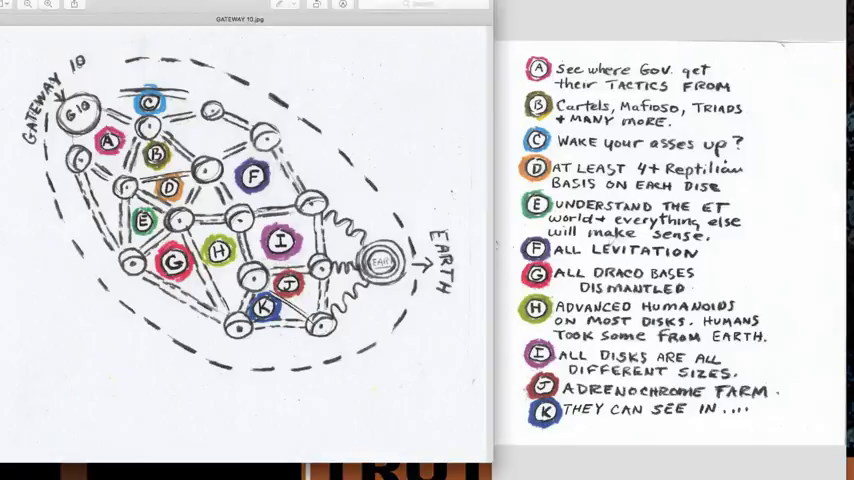 GATEWAY 10.jpg
Search
GATEWAY 10
G10
A
B
C
D
E
F
G
H
I
J
K
EARTH
A See where Gov. get
their TACTICS FROM
B Cartels, Mafioso, TRIADS
+ MANY MORE.
C WAKE your asses up?
D AT LEAST 4+ Reptilian
BASIS ON EACH DISC
E UNDERSTAND THE ET
world + everything else
will make sense.
F ALL LEVITATION
G ALL DRACO BASES
DISMANTLED
H ADVANCED HUMANOIDS
ON MOST DISKS. HUMANS
TOOK some FROM EARTH.
I ALL DISKS ARE ALL
DIFFERENT SIZES.
J ADRENOCHROME FARM.
K THEY CAN SEE IN....